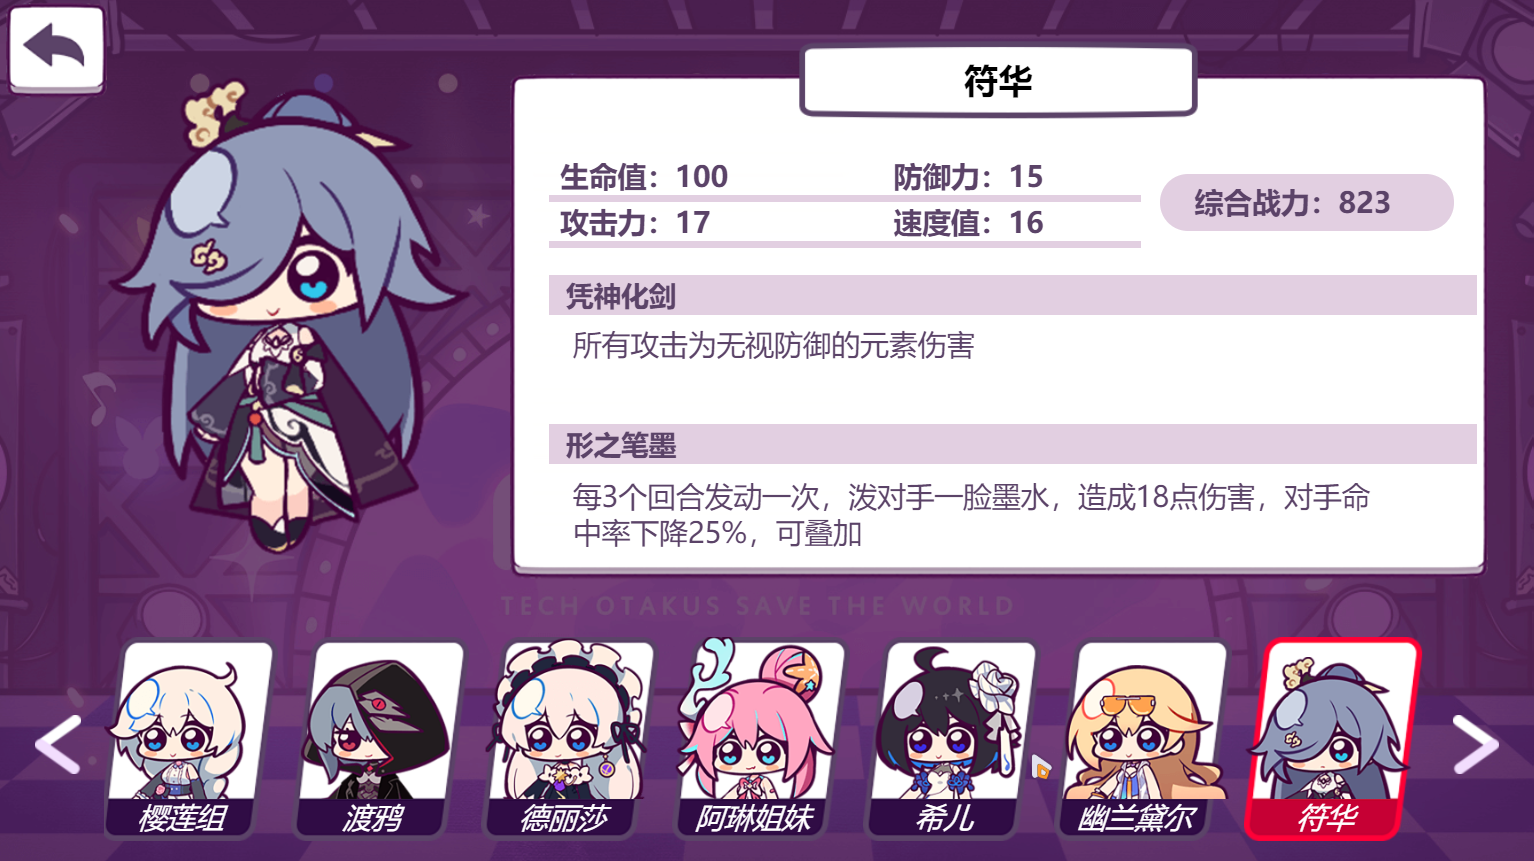 符华
生命值：100
防御力：15
综合战力：823
攻击力：17
速度值：16
凭神化剑
所有攻击为无视防御的元素伤害
形之笔墨
每3个回合发动一次，泼对手一脸墨水，造成18点伤害，对手命
中率下降25%，可叠加
TECH OTAKUS SAVE THE WORLD
樱莲组
渡鸦
德丽莎
阿琳姐妹
希儿
幽兰黛尔
符华